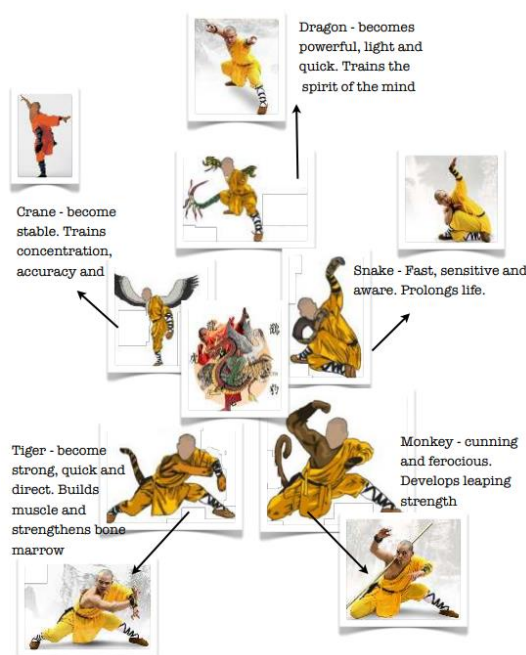 Dragon - becomes
powerful, light and
quick. Trains the
spirit of the mind
Crane - become
stable. Trains
concentration,
accuracy and
Snake - Fast, sensitive and
aware. Prolongs life.
Tiger - become
strong, quick and
direct. Builds
muscle and
strengthens bone
marrow
Monkey - cunning
and ferocious.
Develops leaping
strength